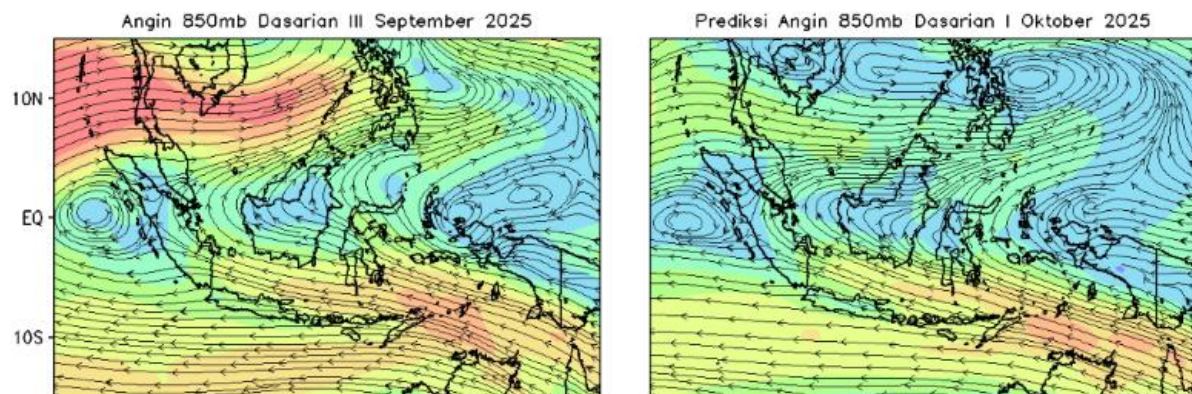 Angin 850mb Dasarian III September 2025
Prediksi Angin 850mb Dasarian I Oktober 2025
10N
EQ
10S